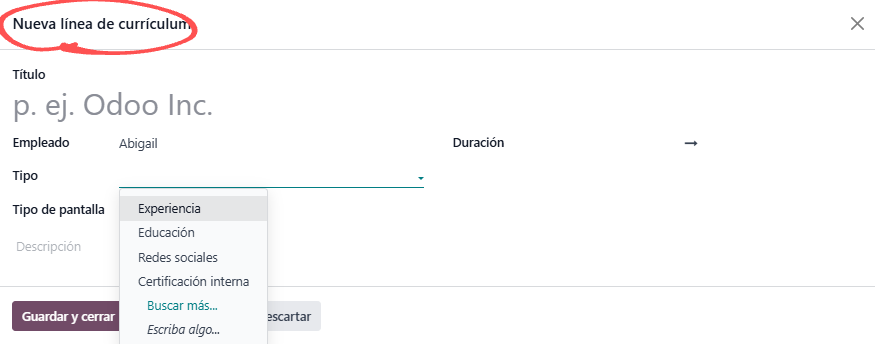 Nueva línea de currículum
Título
p. ej. Odoo Inc.
Empleado Abigail Duración
Tipo
Experiencia
Tipo de pantalla
Educación
Descripción
Redes sociales
Certificación interna
Buscar más...
Guardar y cerrar escartar
Escriba algo...